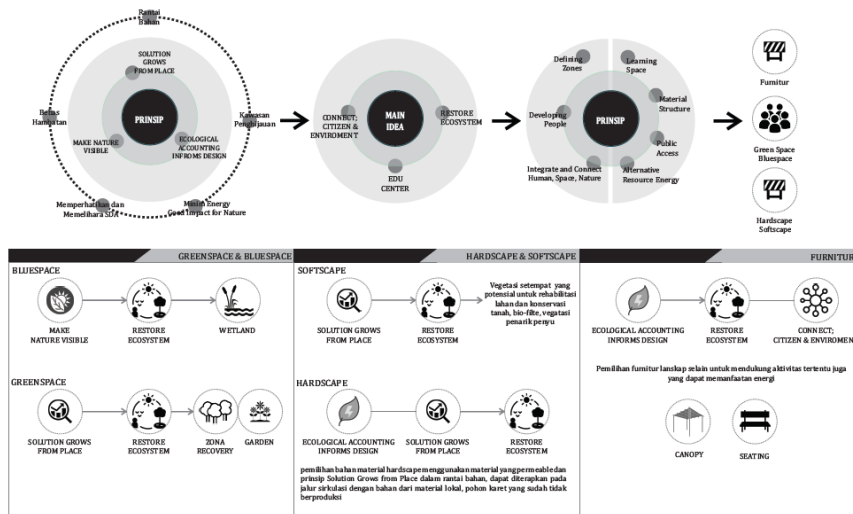 Rantai
Bahan
SOLUTION
GROWS
FROM PLACE
Bebas
Hambatan
PRINSIP
Kawasan
Penghijauan
MAKE NATURE
VISIBLE
ECOLOGICAL
ACCOUNTING
INFROMS DESIGN
Memperhatikan dan
Memelihara SDA
Minim Energy
Good Impact for Nature
CONNECT;
CITIZEN &
ENVIROMENT
MAIN
IDEA
RESTORE
ECOSYSTEM
EDU
CENTER
Defining
Zones
Learning
Space
Developing
People
PRINSIP
Material
Structure
Public
Access
Integrate and Connect
Human, Space, Nature
Alternative
Resource Energy
Furnitur
Green Space
Bluespace
Hardscape
Softscape
GREENSPACE & BLUESPACE
BLUESPACE
MAKE
NATURE VISIBLE
RESTORE
ECOSYSTEM
WETLAND
GREENSPACE
SOLUTION GROWS
FROM PLACE
RESTORE
ECOSYSTEM
ZONA
RECOVERY
GARDEN
HARDSCAPE & SOFTSCAPE
SOFTSCAPE
SOLUTION GROWS
FROM PLACE
RESTORE
ECOSYSTEM
Vegetasi setempat yang
potensial untuk rehabilitasi
lahan dan konservasi
tanah, bio-filte, vegatasi
penarik penyu
HARDSCAPE
ECOLOGICAL ACCOUNTING
INFORMS DESIGN
SOLUTION GROWS
FROM PLACE
RESTORE
ECOSYSTEM
pemilihan bahan material hardscape menggunakan material yang permeable dan
prinsip Solution Grows from Place dalam rantai bahan, dapat diterapkan pada
jalur sirkulasi dengan bahan dari material lokal, pohon karet yang sudah tidak
berproduksi
FURNITUR
ECOLOGICAL ACCOUNTING
INFORMS DESIGN
RESTORE
ECOSYSTEM
CONNECT;
CITIZEN & ENVIROMENT
Pemilihan furnitur lanskap selain untuk mendukung aktivitas tertentu juga
yang dapat memanfaatan energi
CANOPY
SEATING